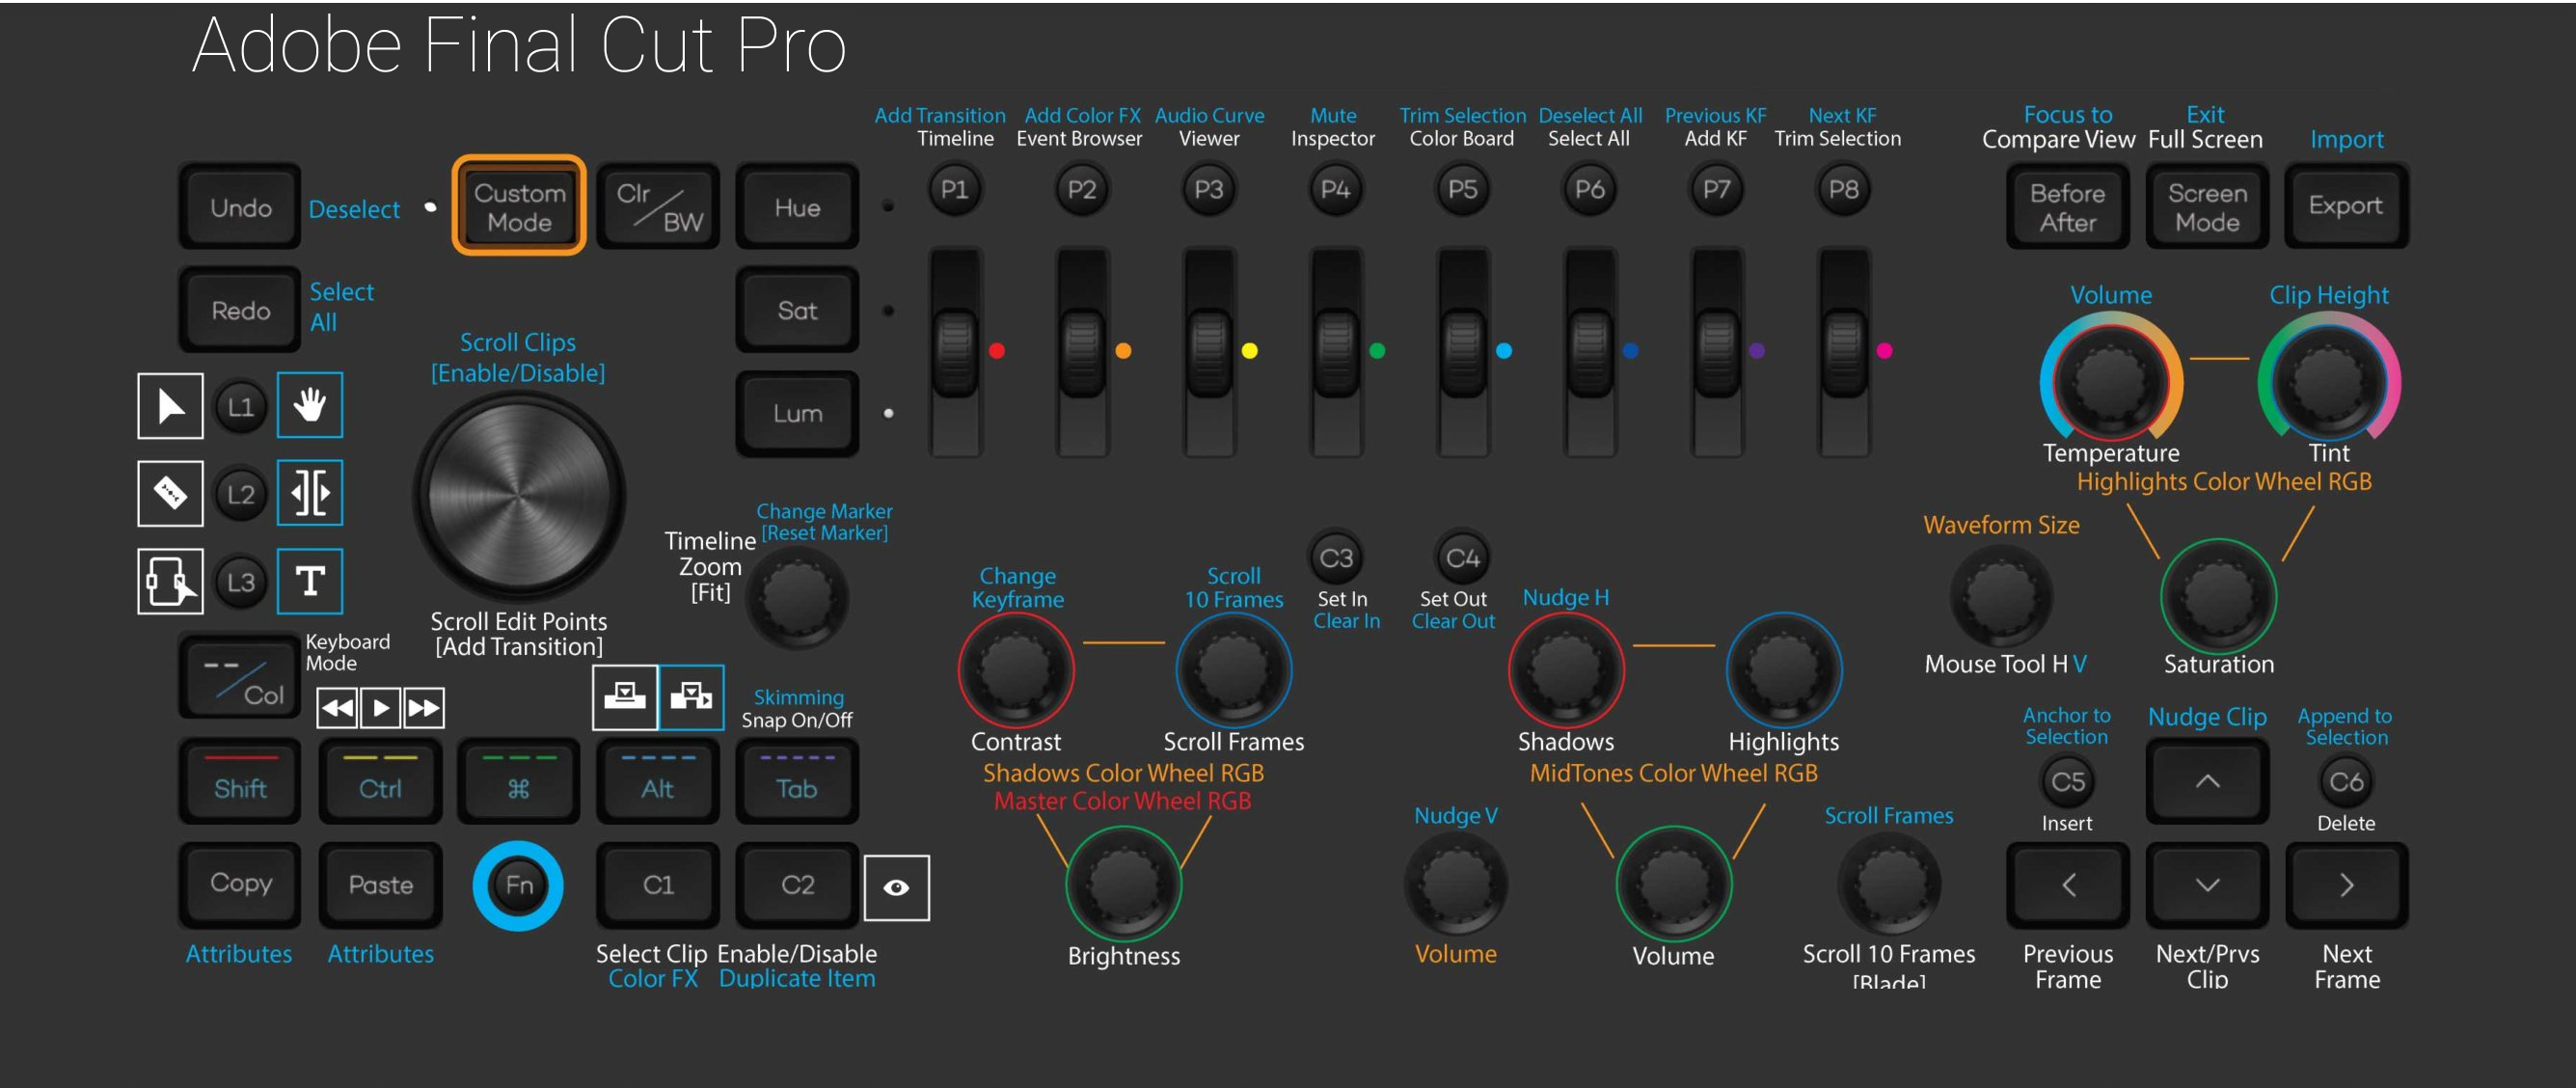 Adobe Final Cut Pro
Add Transition
Timeline
P1
Add Color FX
Event Browser
P2
Audio Curve
Viewer
P3
Mute
Inspector
P4
Trim Selection
Color Board
P5
Deselect All
Select All
P6
Previous KF
Add KF
P7
Next KF
Trim Selection
P8
Focus to
Compare View
Before
After
Exit
Full Screen
Screen
Mode
Import
Export
Undo
Deselect
Custom
Mode
Clr
BW
Hue
Redo
Select
All
Sat
Lum
L1
L2
L3
T
Scroll Clips
[Enable/Disable]
Scroll Edit Points
[Add Transition]
Change Marker
[Reset Marker]
Timeline
Zoom
[Fit]
Volume
Temperature
Clip Height
Tint
Highlights Color Wheel RGB
Waveform Size
Mouse Tool H V
Saturation
Col
Keyboard
Mode
Skimming
Snap On/Off
Shift
Ctrl
⌘
Alt
Tab
Copy
Attributes
Paste
Attributes
Fn
C1
Select Clip
Color FX
C2
Enable/Disable
Duplicate Item
Change
Keyframe
Contrast
Scroll
10 Frames
Scroll Frames
Shadows Color Wheel RGB
Master Color Wheel RGB
Brightness
C3
Set In
Clear In
C4
Set Out
Clear Out
Nudge H
Shadows
Highlights
MidTones Color Wheel RGB
Nudge V
Volume
Volume
Scroll Frames
Scroll 10 Frames
[Blade]
Anchor to
Selection
C5
Insert
Nudge Clip
Append to
Selection
C6
Delete
Previous
Frame
Next/Prvs
Clip
Next
Frame